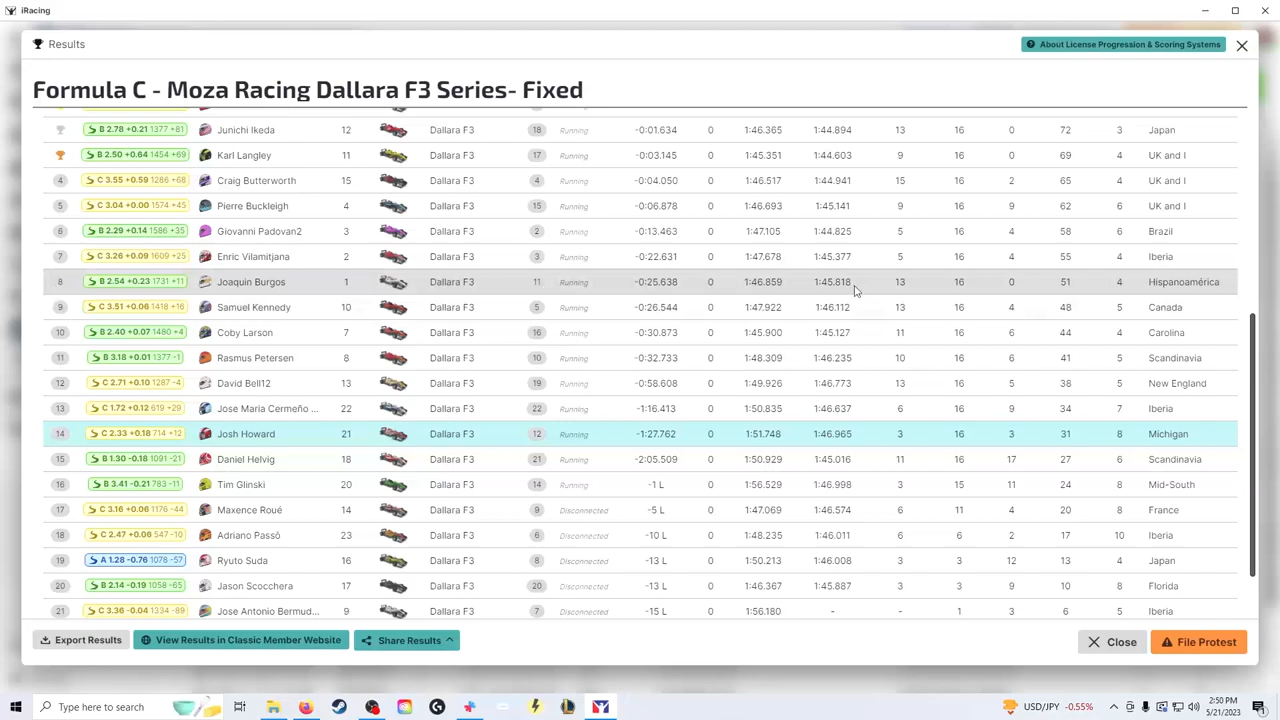 iRacing
Results
About License Progression & Scoring Systems
Formula C - Moza Racing Dallara F3 Series- Fixed
B 2.78 +0.21 1377 +81 Junichi Ikeda 12 Dallara F3 18 Running -0:01.634 0 1:46.365 1:44.894 13 16 0 72 3 Japan
B 2.50 +0.64 1454 +69 Karl Langley 11 Dallara F3 17 Running -0:03.145 0 1:45.351 1:44.603 9 16 0 69 4 UK and I
4 C 3.55 +0.59 1286 +68 Craig Butterworth 15 Dallara F3 4 Running -0:04.050 0 1:46.517 1:44.941 15 16 2 65 4 UK and I
5 C 3.04 +0.00 1574 +45 Pierre Buckleigh 4 Dallara F3 15 Running -0:06.878 0 1:46.693 1:45.141 9 16 9 62 6 UK and I
6 B 2.29 +0.14 1586 +35 Giovanni Padovan2 3 Dallara F3 2 Running -0:13.463 0 1:47.105 1:44.825 5 16 4 58 6 Brazil
7 C 3.26 +0.09 1609 +25 Enric Vilamitjana 2 Dallara F3 3 Running -0:22.631 0 1:47.678 1:45.377 5 16 4 55 4 Iberia
8 B 2.54 +0.23 1731 +11 Joaquin Burgos 1 Dallara F3 11 Running -0:25.638 0 1:46.859 1:45.818 13 16 0 51 4 Hispanoamérica
9 C 3.51 +0.06 1418 +16 Samuel Kennedy 10 Dallara F3 5 Running -0:26.544 0 1:47.922 1:46.112 13 16 4 48 5 Canada
10 B 2.40 +0.07 1480 +4 Coby Larson 7 Dallara F3 16 Running -0:30.873 0 1:45.900 1:45.127 11 16 6 44 4 Carolina
11 B 3.18 +0.01 1377 -1 Rasmus Petersen 8 Dallara F3 10 Running -0:32.733 0 1:48.309 1:46.235 10 16 6 41 5 Scandinavia
12 C 2.71 +0.10 1287 -4 David Bell12 13 Dallara F3 19 Running -0:58.608 0 1:49.926 1:46.773 13 16 5 38 5 New England
13 C 1.72 +0.12 619 +29 Jose Maria Cermeño ... 22 Dallara F3 22 Running -1:16.413 0 1:50.835 1:46.637 6 16 9 34 7 Iberia
14 C 2.33 +0.18 714 +12 Josh Howard 21 Dallara F3 12 Running -1:27.762 0 1:51.748 1:46.965 3 16 3 31 8 Michigan
15 B 1.30 -0.18 1091 -21 Daniel Helvig 18 Dallara F3 21 Running -2:05.509 0 1:50.929 1:45.016 11 16 17 27 6 Scandinavia
16 B 3.41 -0.21 783 -11 Tim Glinski 20 Dallara F3 14 Running -1 L 0 1:56.529 1:46.998 3 15 11 24 8 Mid-South
17 C 3.16 +0.06 1176 -44 Maxence Roué 14 Dallara F3 9 Disconnected -5 L 0 1:47.069 1:46.574 6 11 4 20 8 France
18 C 2.47 +0.06 547 -10 Adriano Passô 23 Dallara F3 6 Disconnected -10 L 0 1:48.235 1:46.011 6 6 2 17 10 Iberia
19 A 1.28 -0.76 1078 -57 Ryuto Suda 16 Dallara F3 8 Disconnected -13 L 0 1:50.213 1:46.008 3 3 12 13 4 Japan
20 B 2.14 -0.19 1058 -65 Jason Scocchera 17 Dallara F3 20 Disconnected -13 L 0 1:46.367 1:45.887 3 3 9 10 8 Florida
21 C 3.36 -0.04 1334 -89 Jose Antonio Bermud... 9 Dallara F3 7 Disconnected -15 L 0 1:56.180 - - 1 3 6 5 Iberia
Export Results View Results in Classic Member Website Share Results Close File Protest
Type here to search USD/JPY -0.55% 2:50 PM
5/21/2023